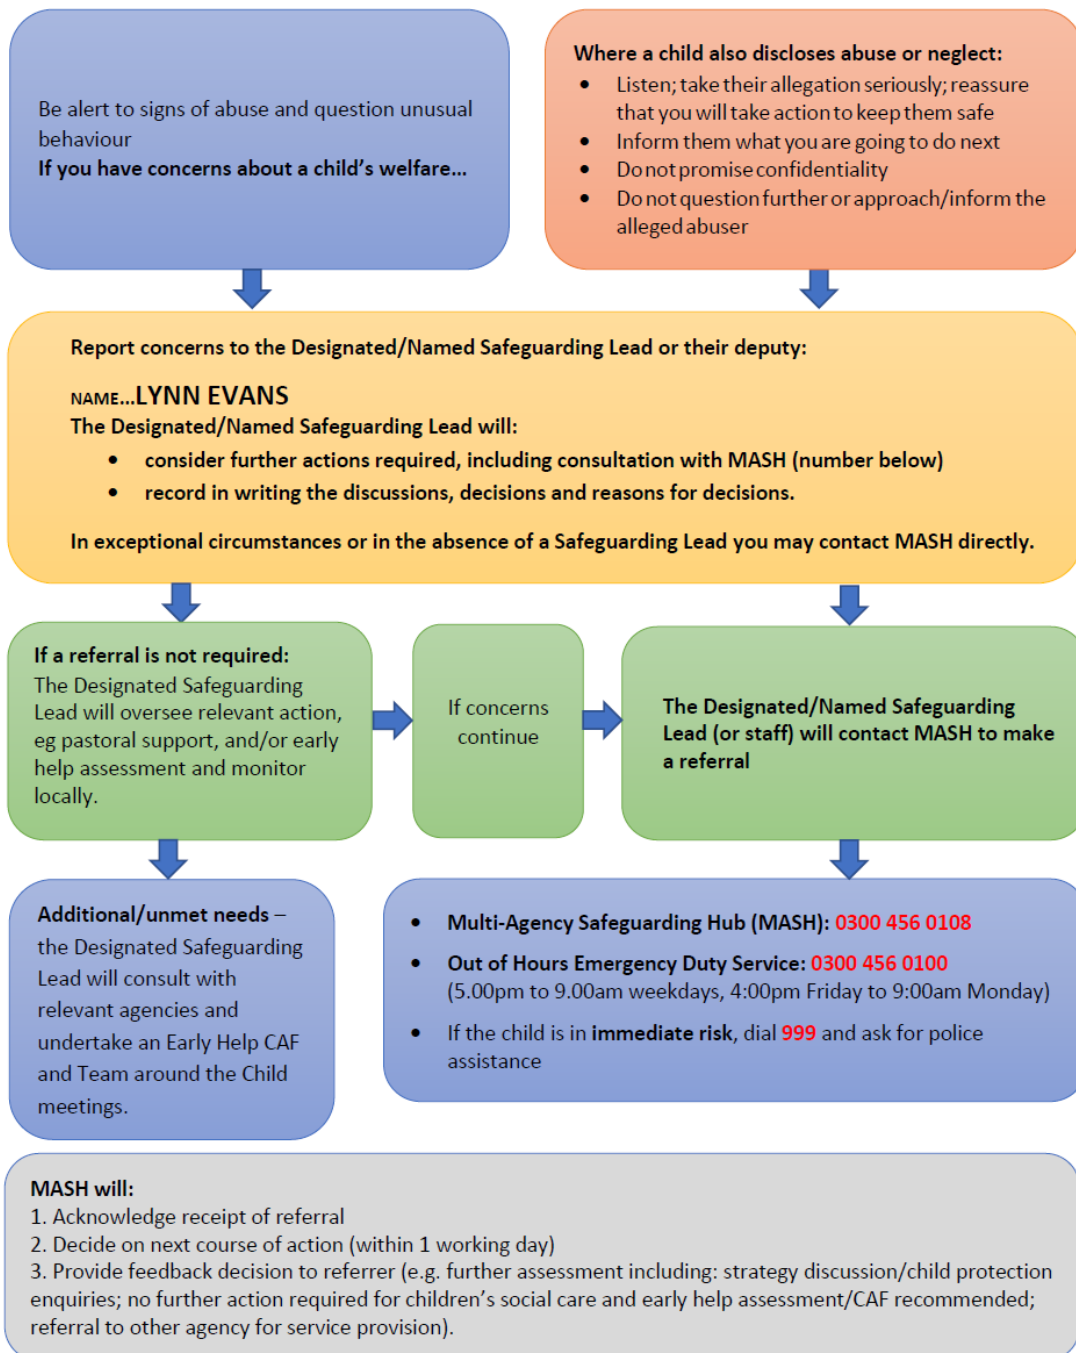 Be alert to signs of abuse and question unusual
behaviour
If you have concerns about a child's welfare...
Where a child also discloses abuse or neglect:
• Listen; take their allegation seriously; reassure
that you will take action to keep them safe
• Inform them what you are going to do next
• Do not promise confidentiality
• Do not question further or approach/inform the
alleged abuser
Report concerns to the Designated/Named Safeguarding Lead or their deputy:
NAME...LYNN EVANS
The Designated/Named Safeguarding Lead will:
• consider further actions required, including consultation with MASH (number below)
• record in writing the discussions, decisions and reasons for decisions.
In exceptional circumstances or in the absence of a Safeguarding Lead you may contact MASH directly.
If a referral is not required:
The Designated Safeguarding
Lead will oversee relevant action,
eg pastoral support, and/or early
help assessment and monitor
locally.
If concerns
continue
The Designated/Named Safeguarding
Lead (or staff) will contact MASH to make
a referral
Additional/unmet needs –
the Designated Safeguarding
Lead will consult with
relevant agencies and
undertake an Early Help CAF
and Team around the Child
meetings.
• Multi-Agency Safeguarding Hub (MASH): 0300 456 0108
• Out of Hours Emergency Duty Service: 0300 456 0100
(5.00pm to 9.00am weekdays, 4:00pm Friday to 9:00am Monday)
• If the child is in immediate risk, dial 999 and ask for police
assistance
MASH will:
1. Acknowledge receipt of referral
2. Decide on next course of action (within 1 working day)
3. Provide feedback decision to referrer (e.g. further assessment including: strategy discussion/child protection
enquiries; no further action required for children's social care and early help assessment/CAF recommended;
referral to other agency for service provision).